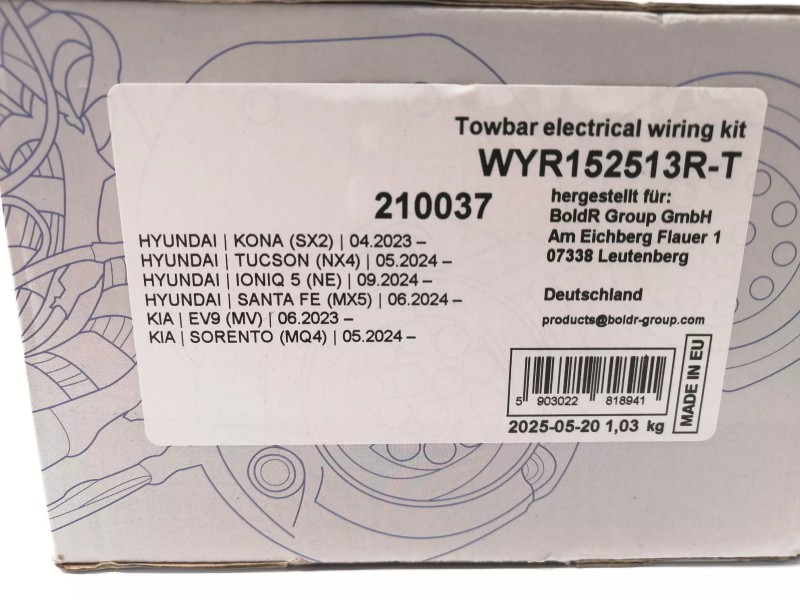 Towbar electrical wiring kit
WYR152513R-T
210037
hergestellt für:
BoldR Group GmbH
Am Eichberg Flauer 1
07338 Leutenberg
Deutschland
products@boldr-group.com
HYUNDAI | KONA (SX2) | 04.2023 –
HYUNDAI | TUCSON (NX4) | 05.2024 –
HYUNDAI | IONIQ 5 (NE) | 09.2024 –
HYUNDAI | SANTA FE (MX5) | 06.2024 –
KIA | EV9 (MV) | 06.2023 –
KIA | SORENTO (MQ4) | 05.2024 –
5 903022 818941
2025-05-20 1,03 kg
MADE IN EU